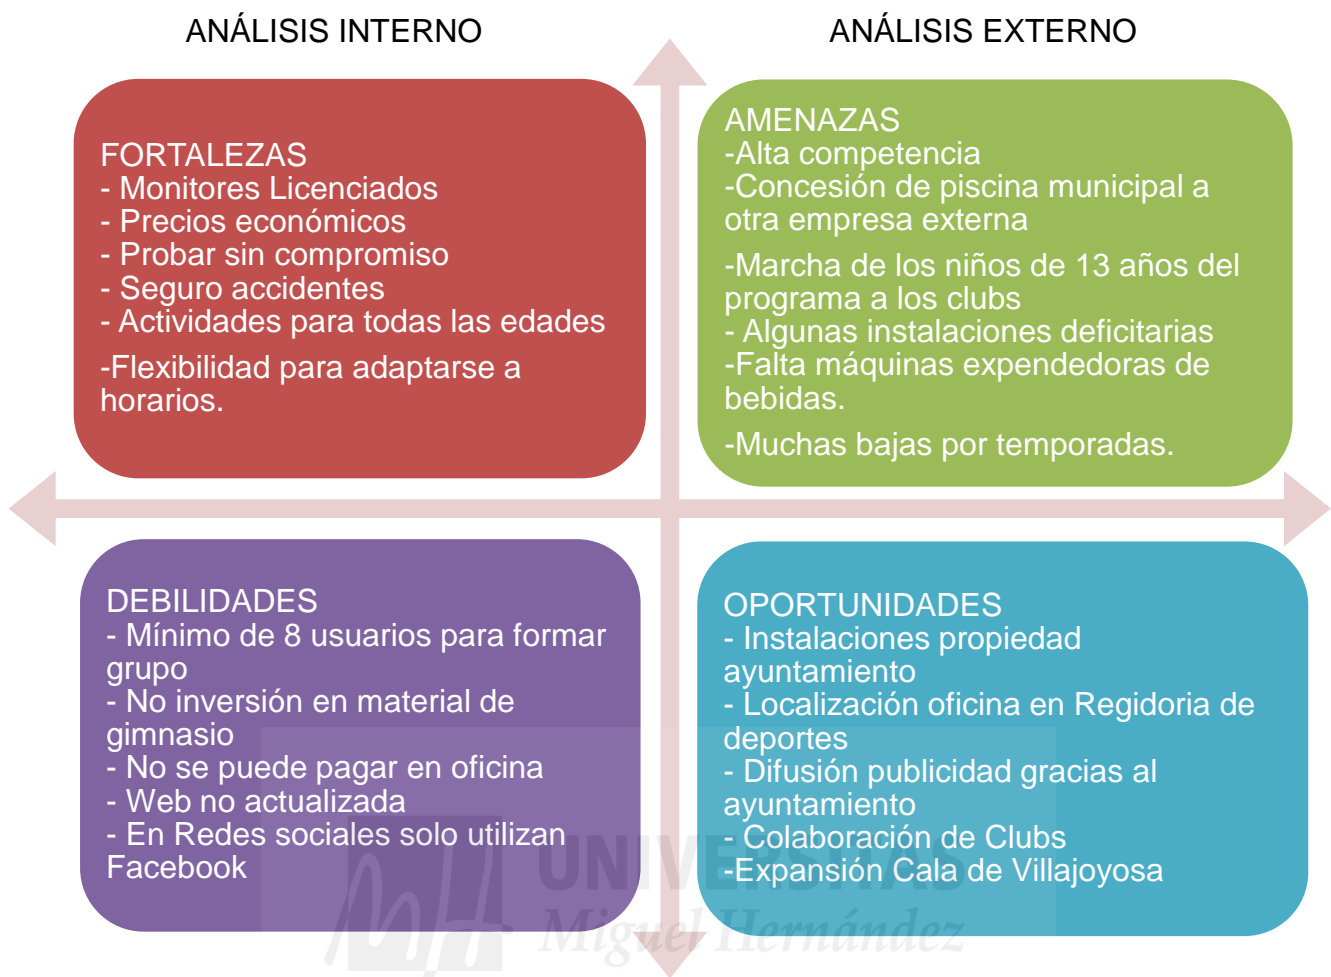 ANÁLISIS INTERNO
ANÁLISIS EXTERNO
FORTALEZAS
- Monitores Licenciados
- Precios económicos
- Probar sin compromiso
- Seguro accidentes
- Actividades para todas las edades
-Flexibilidad para adaptarse a
horarios.
AMENAZAS
-Alta competencia
-Concesión de piscina municipal a
otra empresa externa
-Marcha de los niños de 13 años del
programa a los clubs
- Algunas instalaciones deficitarias
-Falta máquinas expendedoras de
bebidas.
-Muchas bajas por temporadas.
DEBILIDADES
- Mínimo de 8 usuarios para formar
grupo
- No inversión en material de
gimnasio
- No se puede pagar en oficina
- Web no actualizada
- En Redes sociales solo utilizan
Facebook
OPORTUNIDADES
- Instalaciones propiedad
ayuntamiento
- Localización oficina en Regidoria de
deportes
- Difusión publicidad gracias al
ayuntamiento
- Colaboración de Clubs
-Expansión Cala de Villajoyosa
UNIVERSITAS
Miguel Hernández